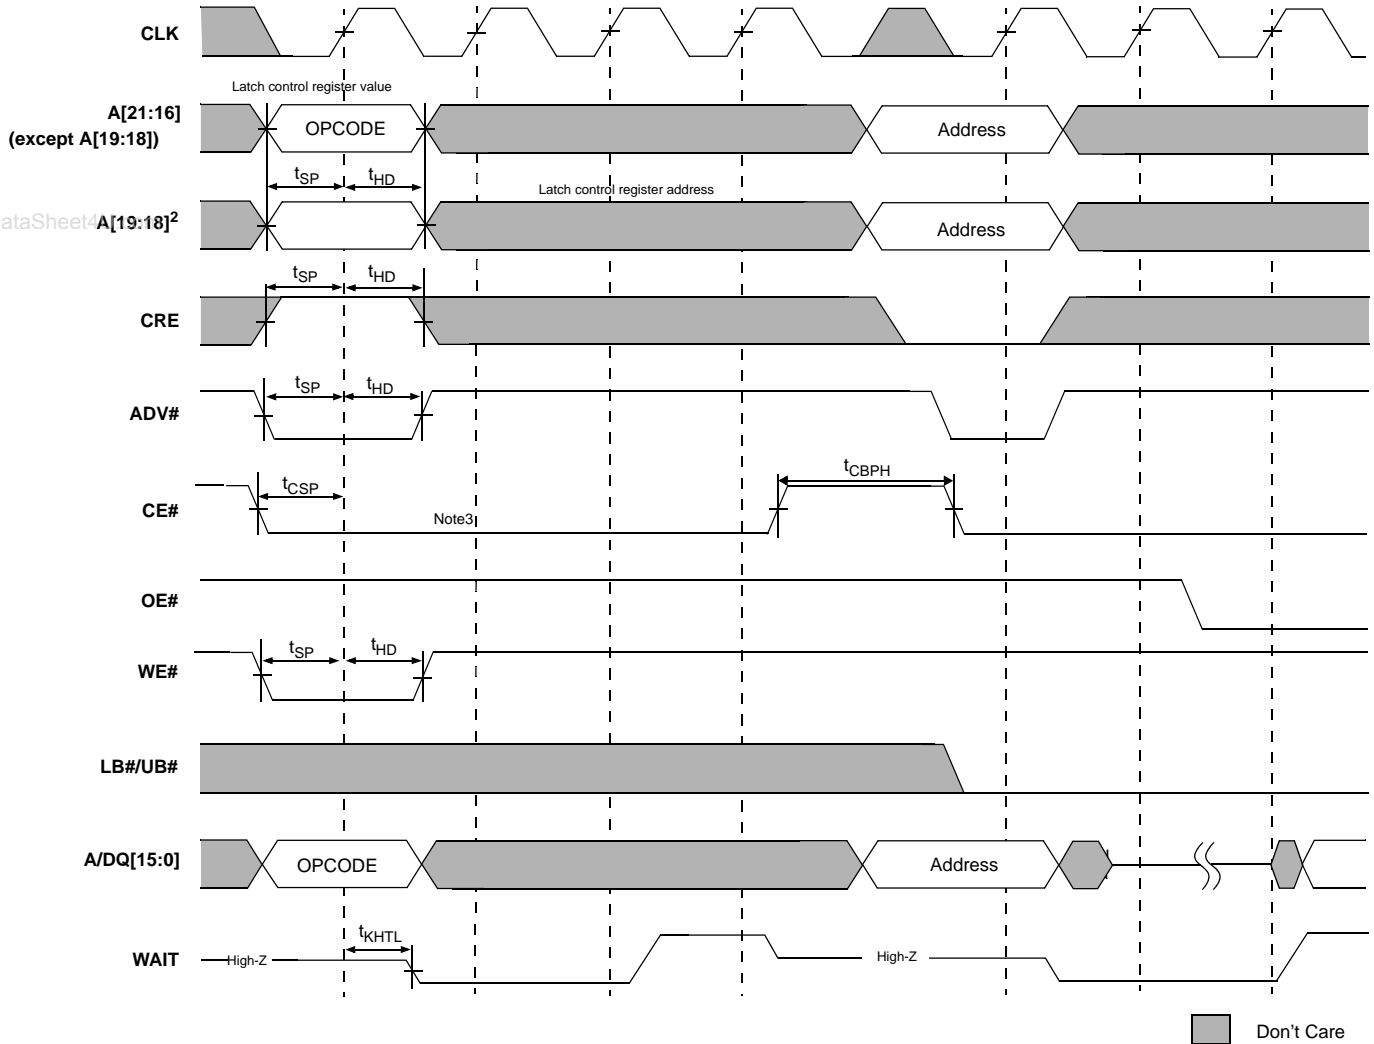 CLK
Latch control register value
A[21:16]
(except A[19:18])
OPCODE
Address
tSP
tHD
Latch control register address
ataSheet4
A[19:18]2
Address
tSP
tHD
CRE
tSP
tHD
ADV#
tCBPH
tCSP
CE#
Note3
OE#
tSP
tHD
WE#
LB#/UB#
A/DQ[15:0]
OPCODE
Address
tKHTL
WAIT
High-Z
High-Z
Don't Care